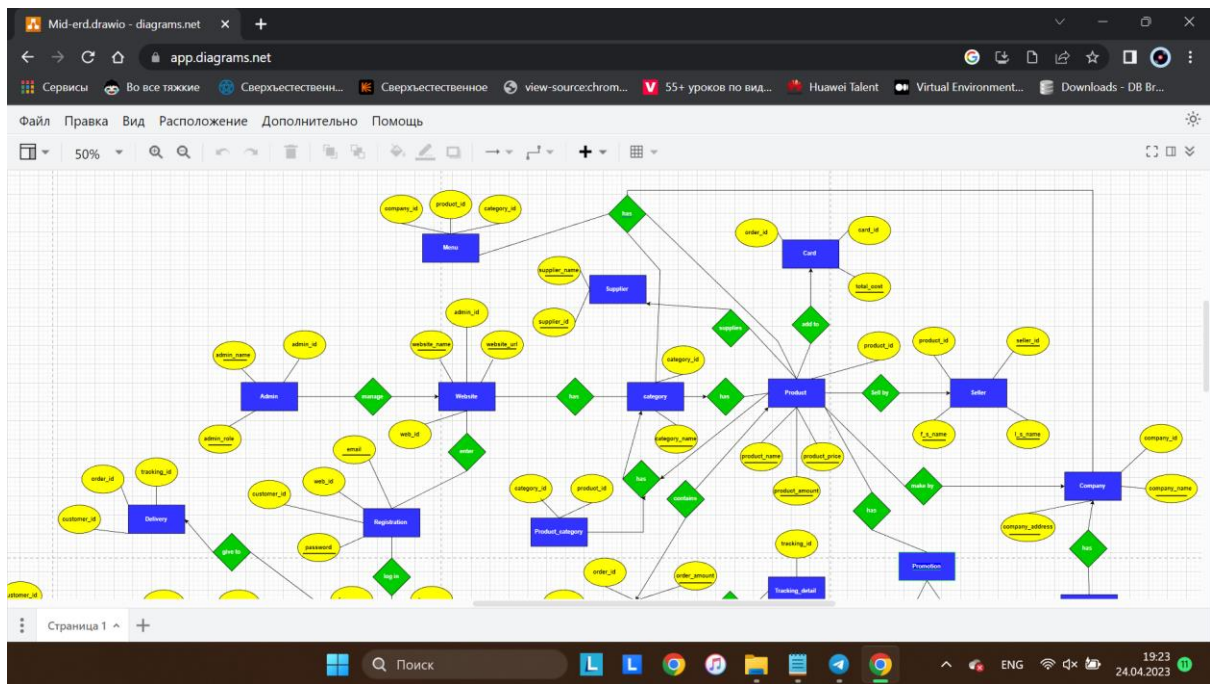 Mid-erd.drawio - diagrams.net
app.diagrams.net
Сервисы Во все тяжкие Сверхъестественн... Сверхъестественное view-source:chrom... 55+ уроков по вид... Huawei Talent Virtual Environment... Downloads - DB Br...
Файл Правка Вид Расположение Дополнительно Помощь
50%
company_id product_id category_id
has
Menu
order_id card_id
Card
supplier_name
Supplier
total_cost
admin_id
supplier_id
supplies
add to
website_name website_url
admin_name admin_id
product_id product_id seller_id
category_id
Admin manage Website has category has Product Sell by Seller
admin_role
web_id
category_name
f_s_name l_s_name
email
enter
product_name product_price
company_id
order_id tracking_id
web_id
customer_id
category_id product_id
has
contains
product_amount
make by
Company
company_name
customer_id
Delivery
Registration
Product_category
has
company_address
password
give to
tracking_id
has
log in
order_id order_amount
Promotion
Tracking_detail
Страница 1
Поиск
ENG
19:23
24.04.2023
11